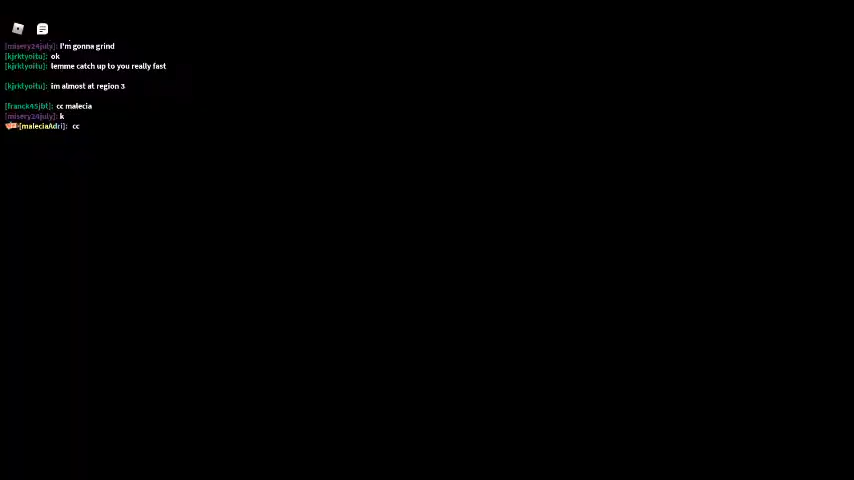 [misery24july]: I'm gonna grind
[kjrktyoitu]: ok
[kjrktyoitu]: lemme catch up to you really fast
[kjrktyoitu]: im almost at region 3
[franck45jbt]: cc malecia
[misery24july]: k
[maleciaAdri]: cc